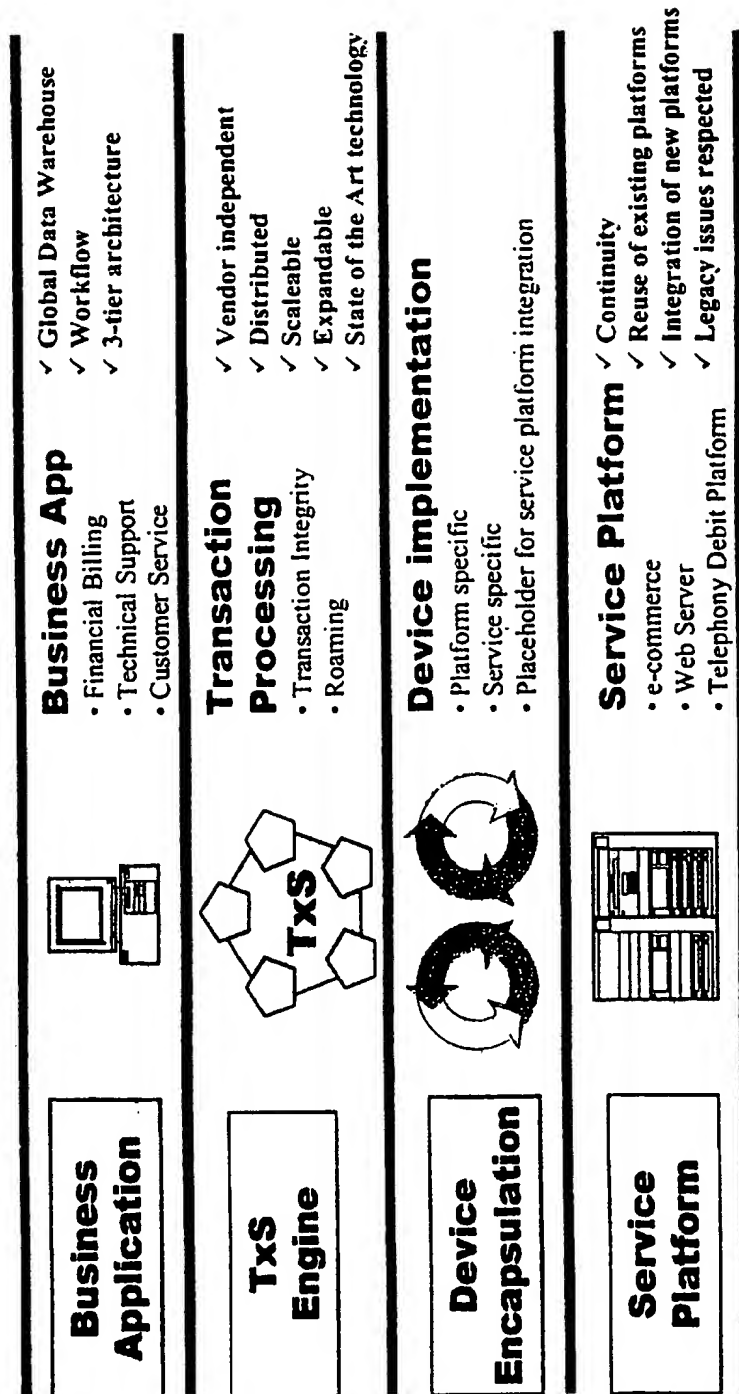 Business
Application
Business App
• Financial Billing
• Technical Support
• Customer Service
✓ Global Data Warehouse
✓ Workflow
✓ 3-tier architecture
TxS
Engine
TxS
Transaction
Processing
• Transaction Integrity
• Roaming
✓ Vendor independent
✓ Distributed
✓ Scaleable
✓ Expandable
✓ State of the Art technology
Device
Encapsulation
Device implementation
• Platform specific
• Service specific
• Placeholder for service platform integration
Service
Platform
Service Platform
• e-commerce
• Web Server
• Telephony Debit Platform
✓ Continuity
✓ Reuse of existing platforms
✓ Integration of new platforms
✓ Legacy issues respected